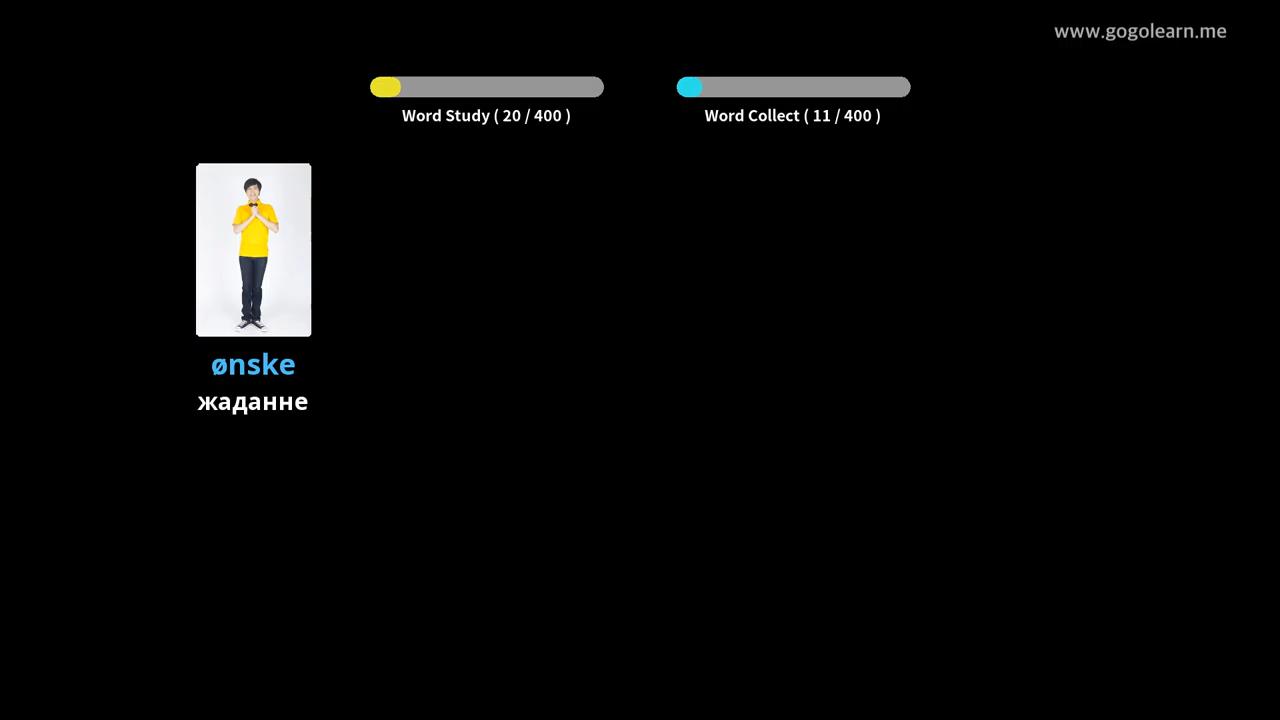 www.gogolearn.me
Word Study ( 20 / 400 )
Word Collect ( 11 / 400 )
ønske
жаданне